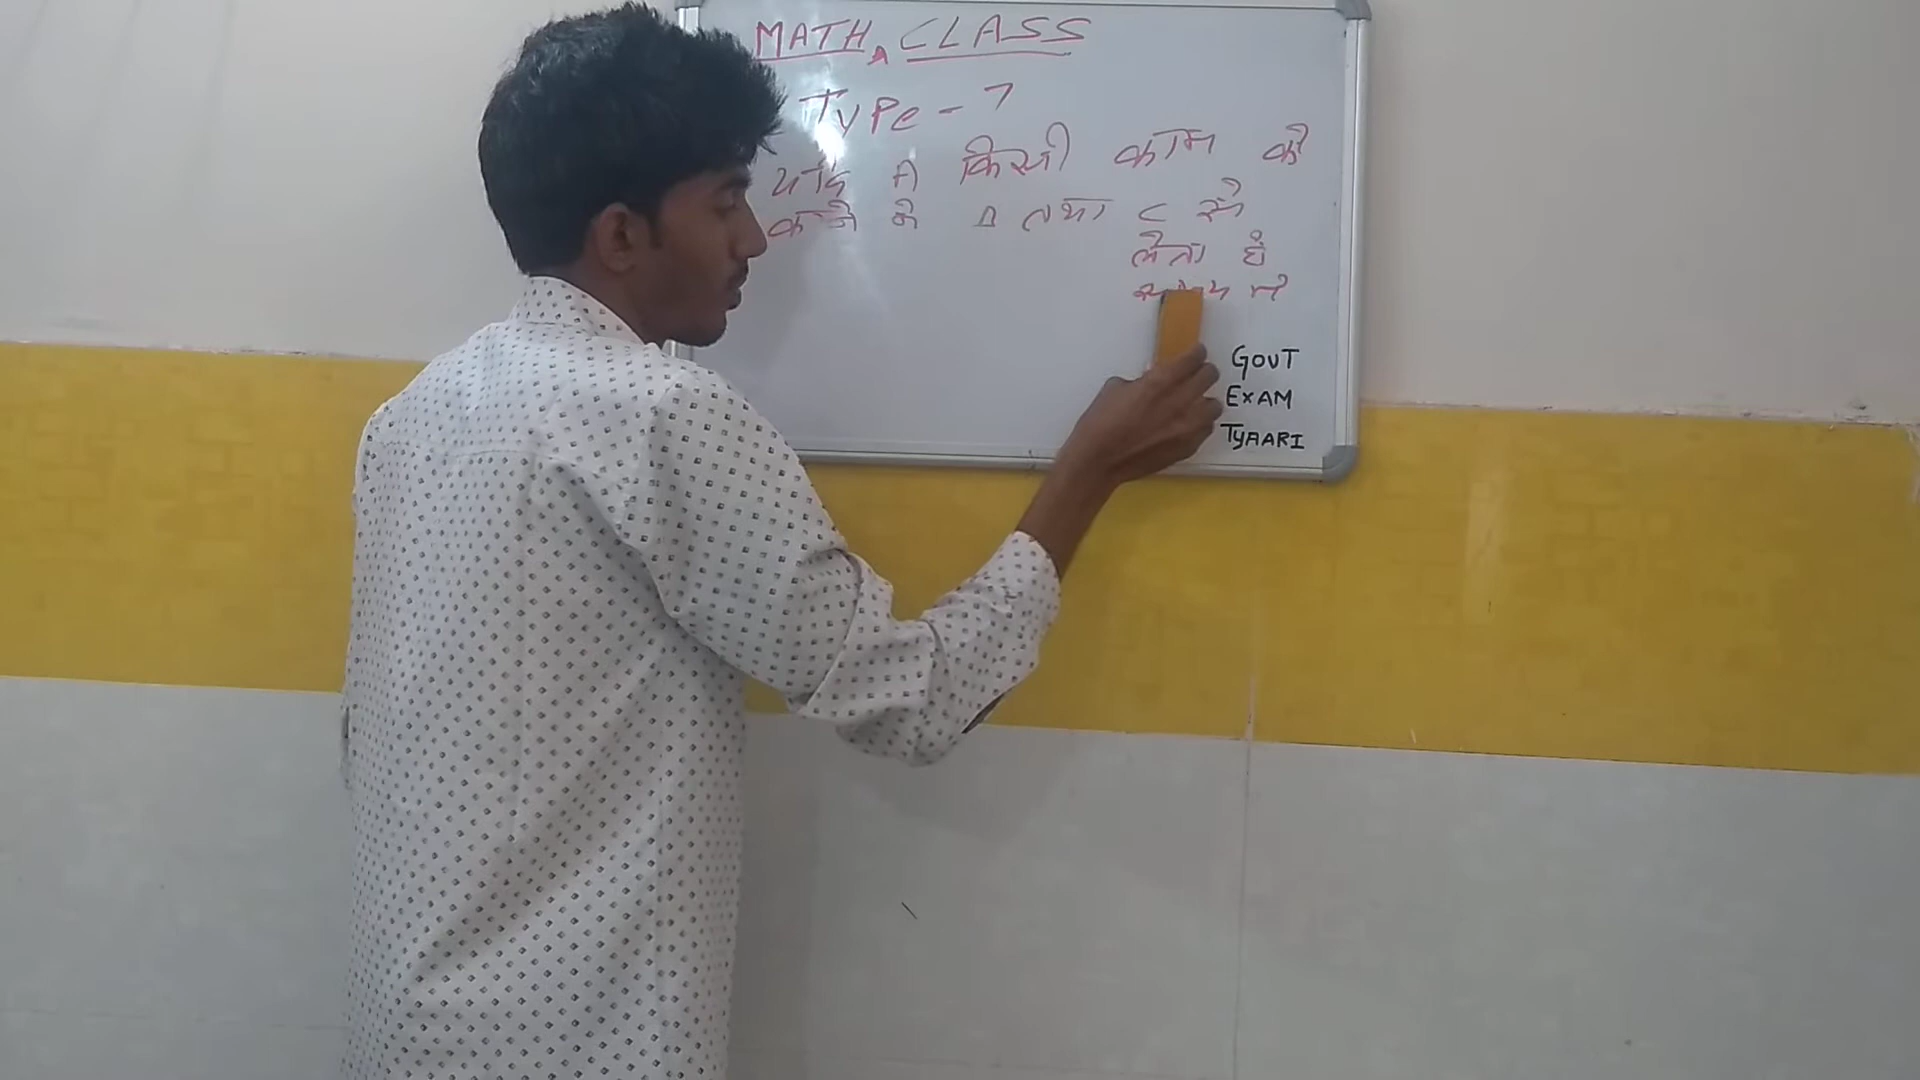 MATH CLASS
Type - 7
यदि A किसी काम को
करने में B तथा C से
लेता है
GOVT
EXAM
TYAARI